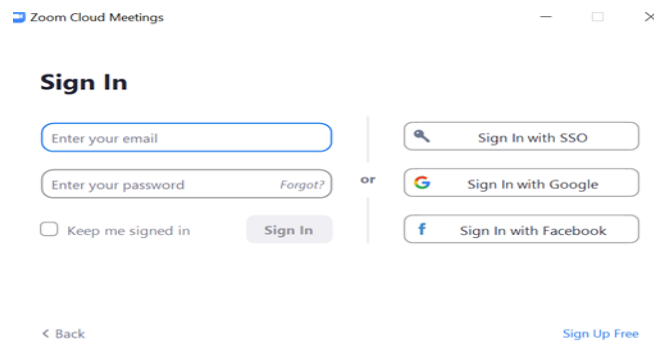 Zoom Cloud Meetings
Sign In
Enter your email
Enter your password Forgot?
Keep me signed in Sign In
or
Sign In with SSO
Sign In with Google
Sign In with Facebook
Back Sign Up Free